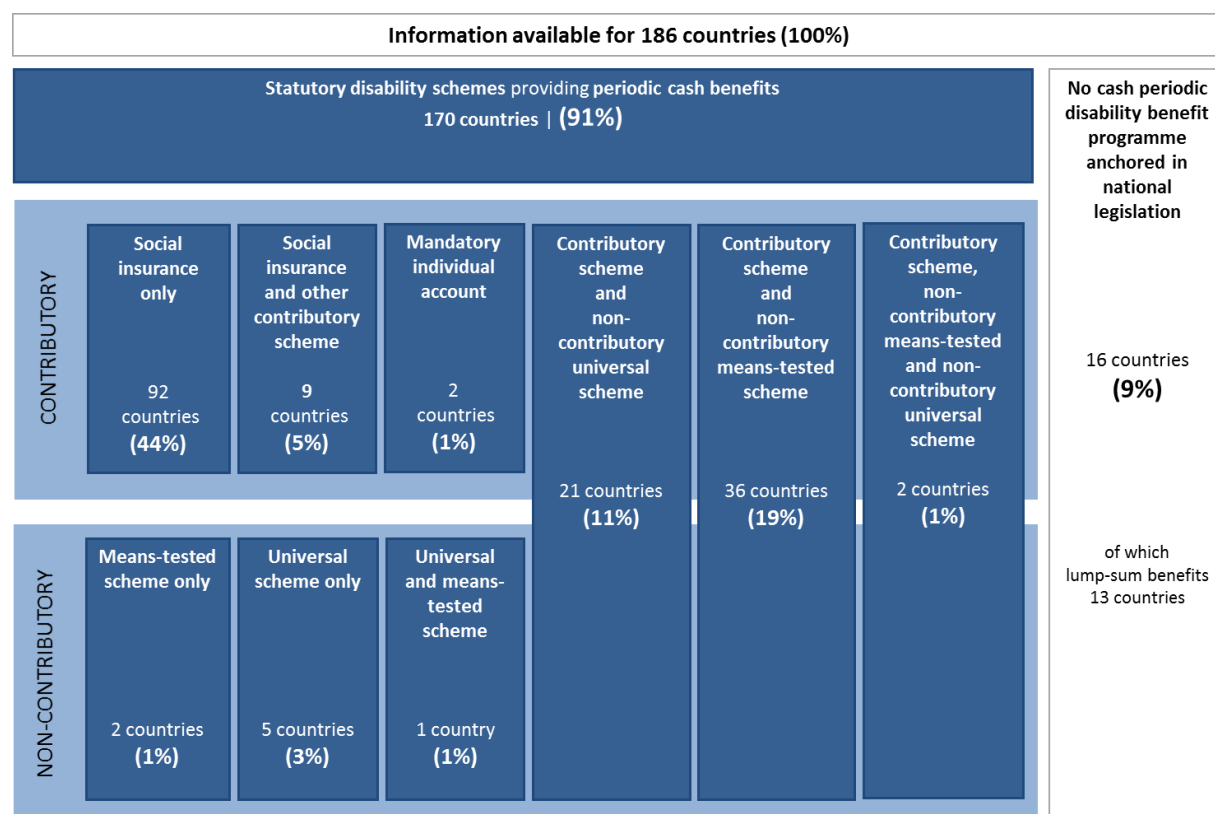 Information available for 186 countries (100%)
Statutory disability schemes providing periodic cash benefits
170 countries | (91%)
No cash periodic
disability benefit
programme
anchored in
national
legislation
16 countries
(9%)
of which
lump-sum benefits
13 countries
CONTRIBUTORY
Social
insurance
only
92
countries
(44%)
Social
insurance
and other
contributory
scheme
9
countries
(5%)
Mandatory
individual
account
2
countries
(1%)
Contributory
scheme
and
non-
contributory
universal
scheme
21 countries
(11%)
Contributory
scheme
and
non-
contributory
means-tested
scheme
36 countries
(19%)
Contributory
scheme,
non-
contributory
means-tested
and non-
contributory
universal
scheme
2 countries
(1%)
NON-CONTRIBUTORY
Means-tested
scheme only
2 countries
(1%)
Universal
scheme only
5 countries
(3%)
Universal
and means-
tested
scheme
1 country
(1%)